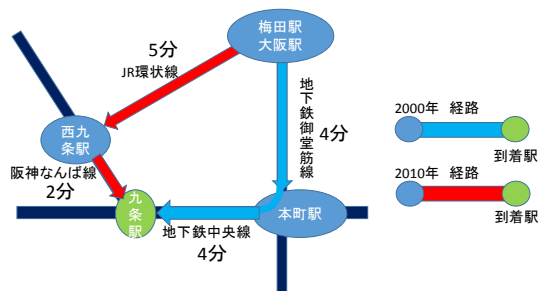 梅田駅
大阪駅
5分
JR環状線
地下鉄御堂筋線
4分
西九
条駅
阪神なんば線
2分
九
条
駅
地下鉄中央線
4分
本町駅
2000年　経路
到着駅
2010年　経路
到着駅